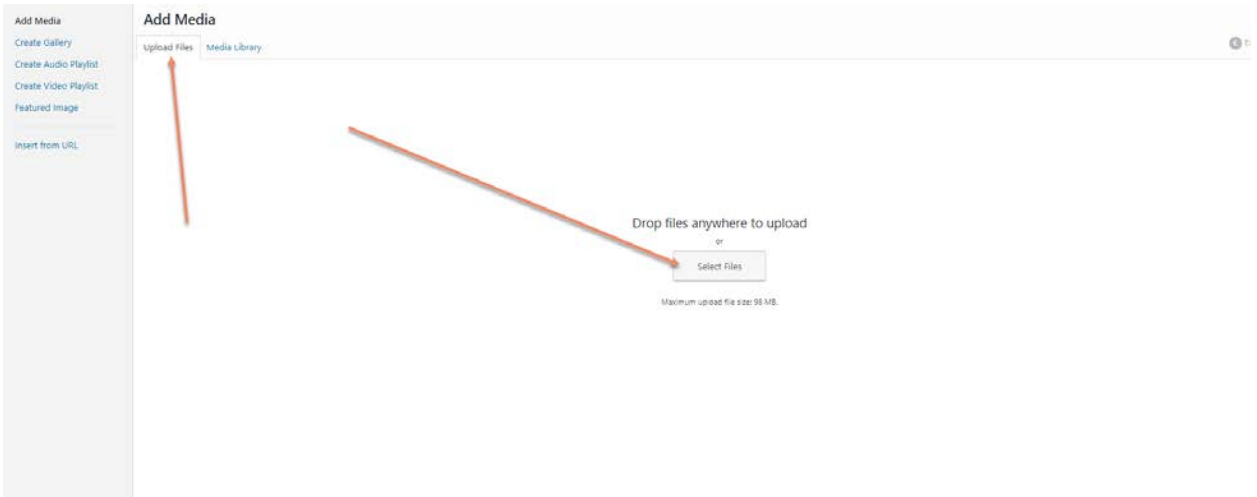 Add Media
Create Gallery
Create Audio Playlist
Create Video Playlist
Featured Image
Insert from URL
Add Media
Upload Files Media Library
Drop files anywhere to upload
or
Select Files
Maximum upload file size: 98 MB.